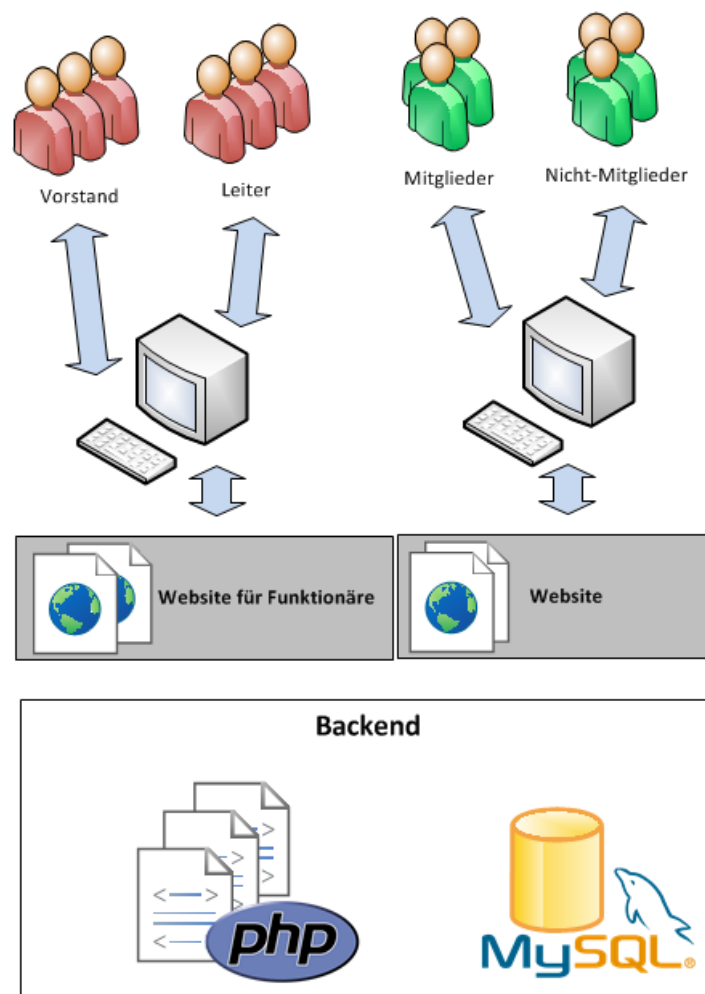 Vorstand
Leiter
Mitglieder
Nicht-Mitglieder
Website für Funktionäre
Website
Backend
php
MySQL®